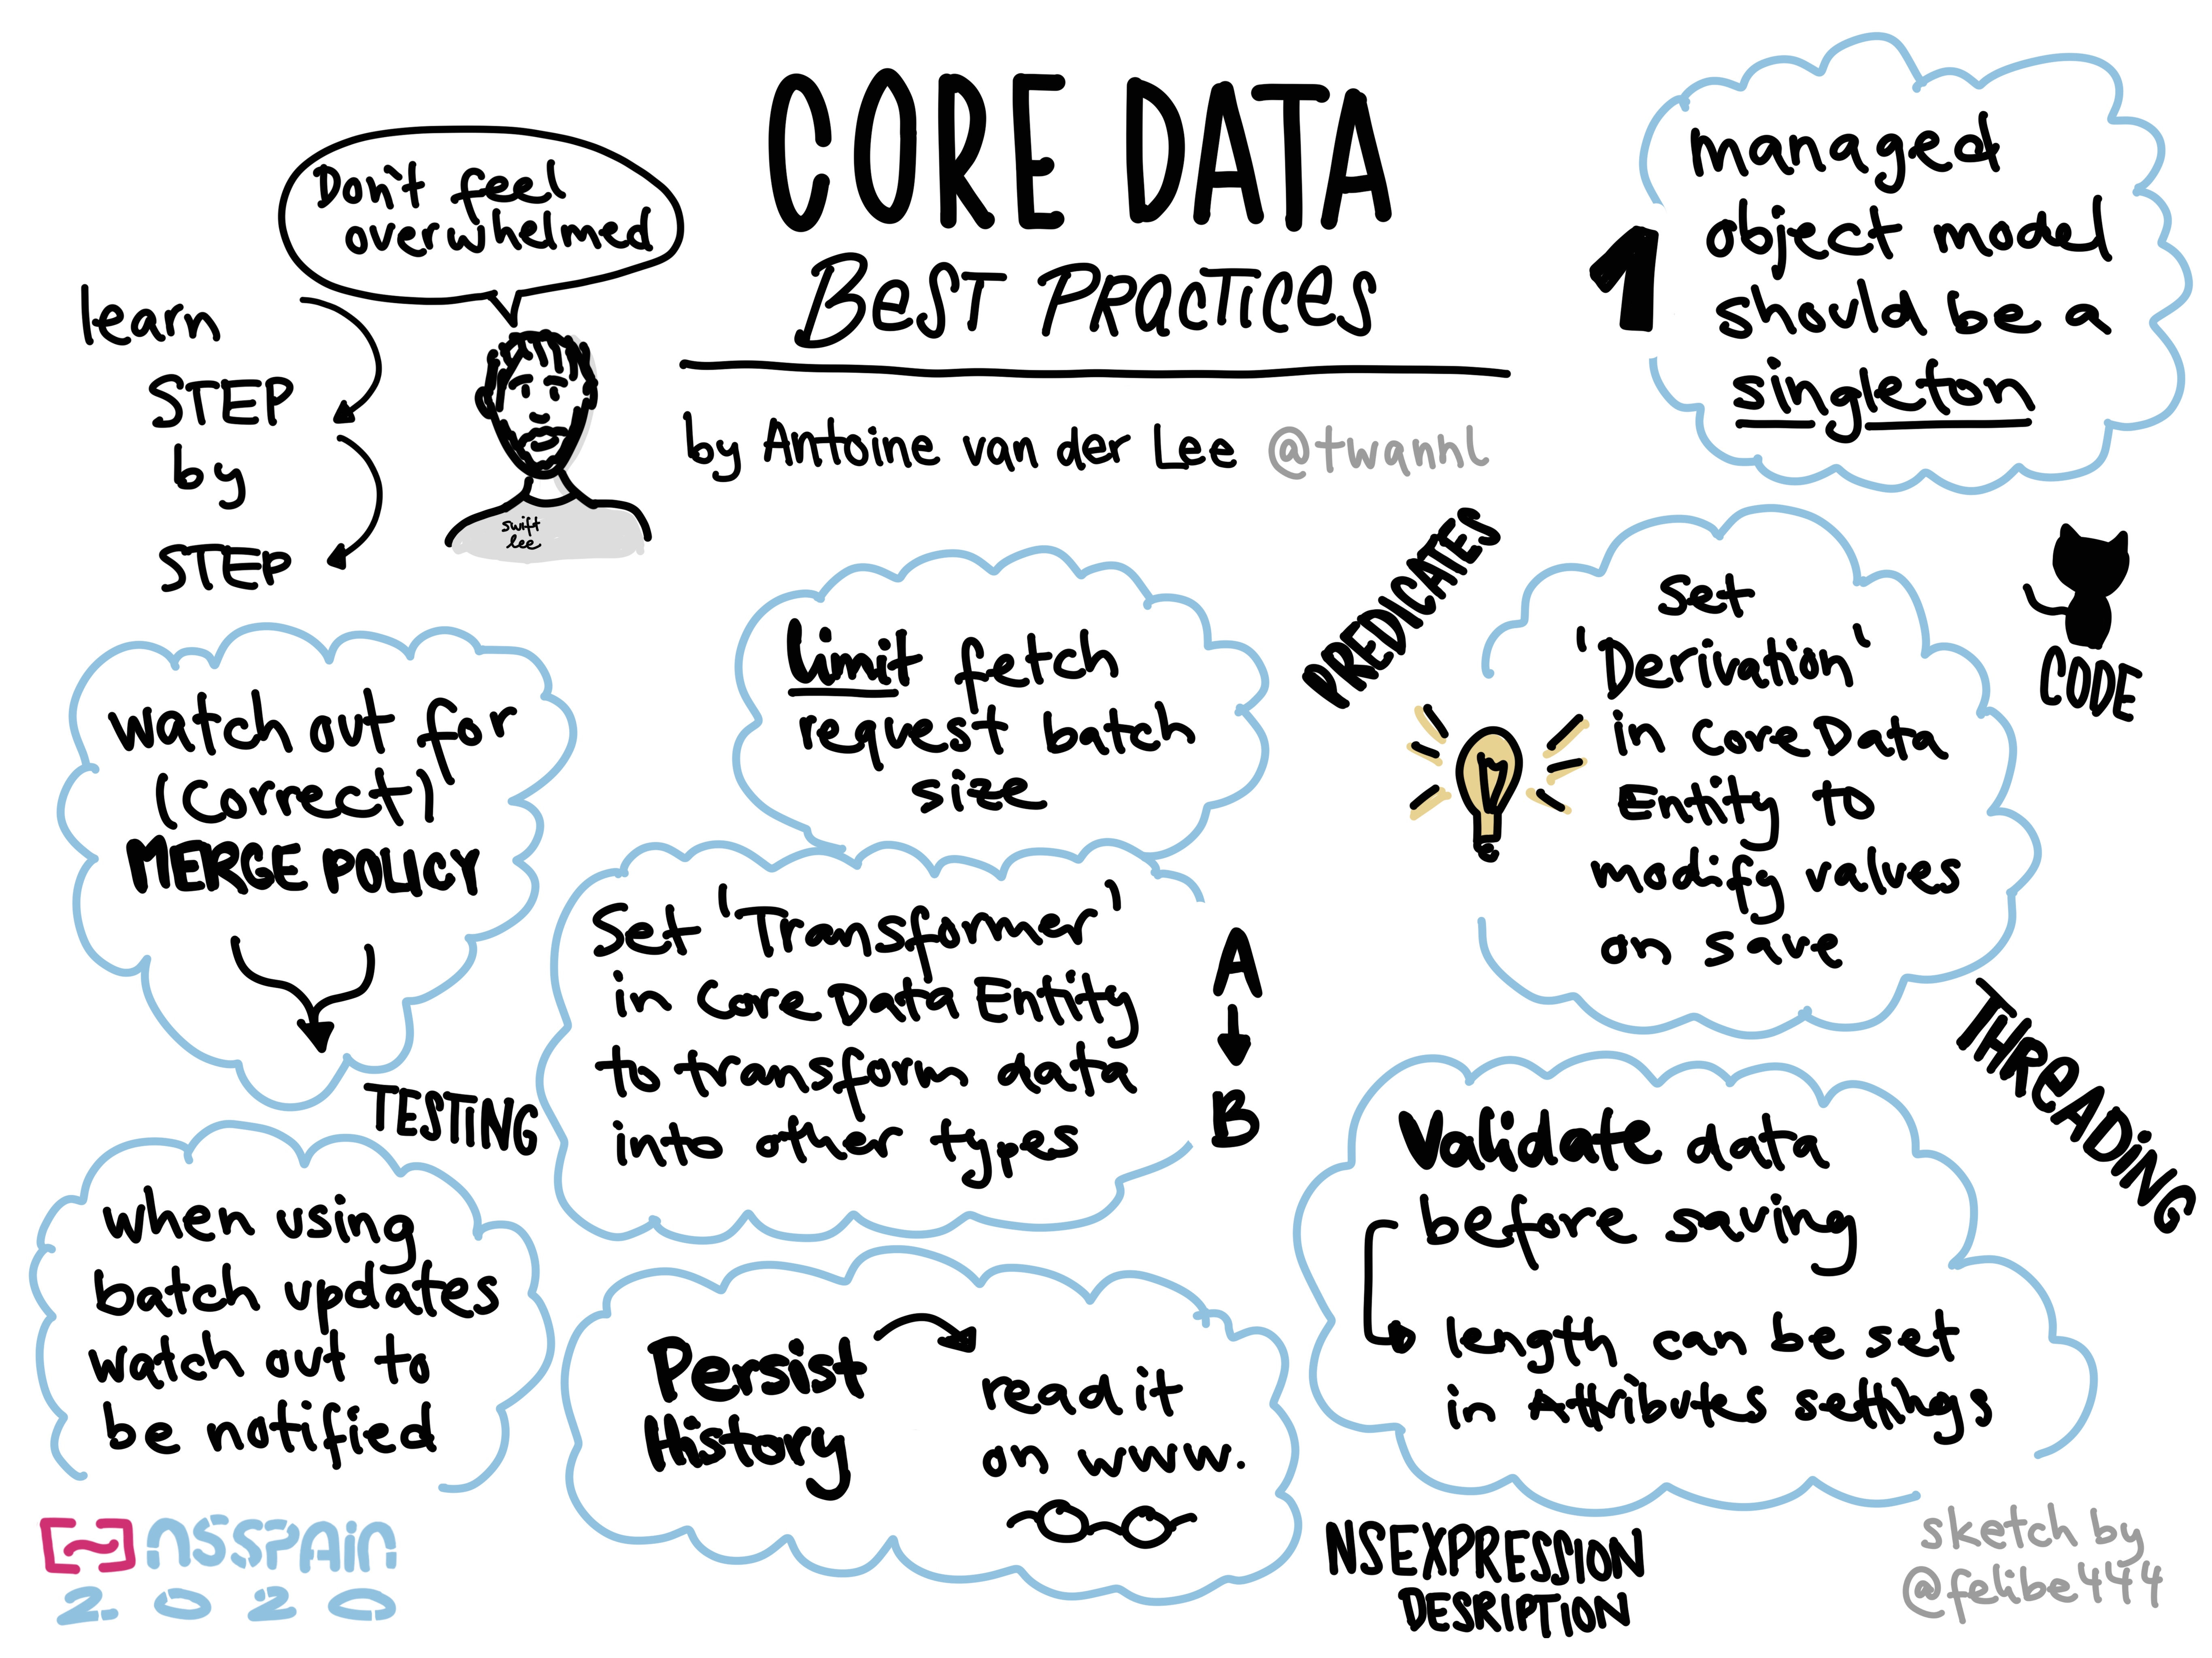 CORE DATA
BEST PRACTICES
by Antoine van der Lee @twannl
Don't feel
overwhelmed
learn
STEP
by
STEP
swift
lee
1
managed
object model
should be a
singleton
PREDICATES
Set
'Derivation'
in Core Data
Entity to
modify values
on save
CODE
Limit fetch
request batch
size
watch out for
(correct)
MERGE POLICY
Set 'Transformer'
in Core Data Entity
to transform data
into other types
A
B
THREADING
TESTING
when using
batch updates
watch out to
be notified
Validate data
before saving
length can be set
in Attributes settings
Persist
History
read it
on www.
NSEXPRESSION
DESRIPTION
NSSPAIN
2020
sketch by
@felibe444